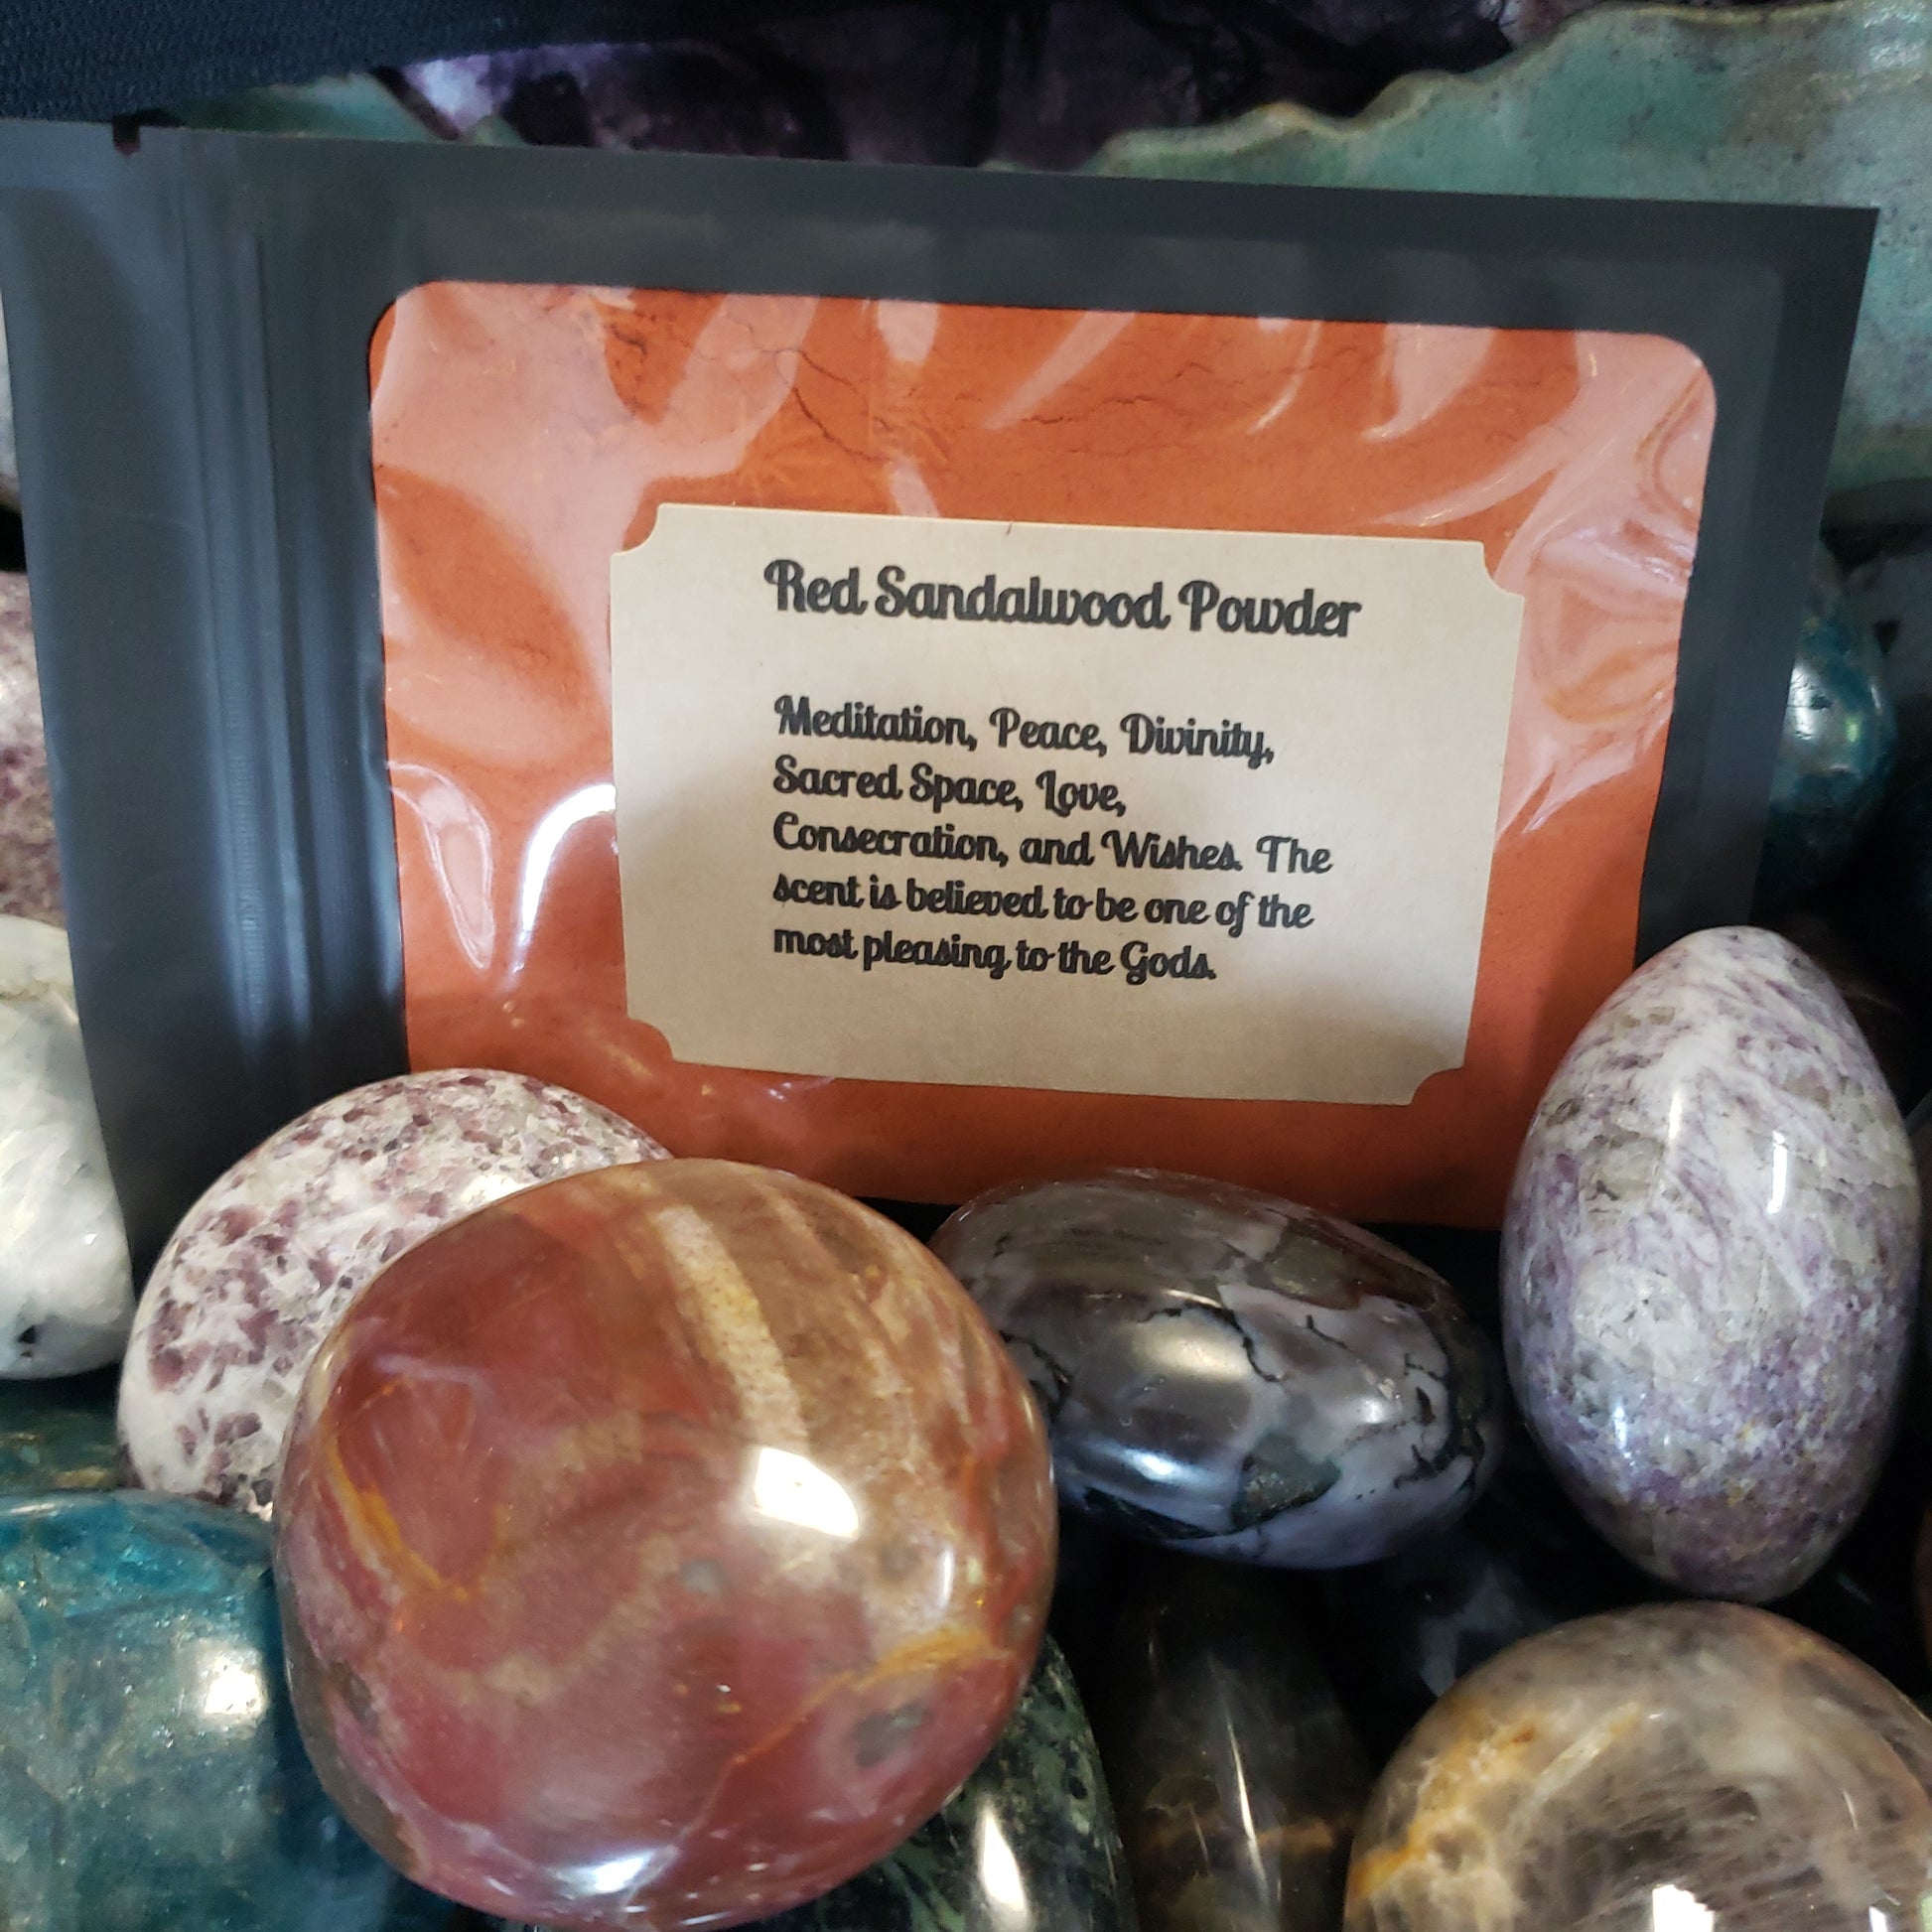 Red Sandalwood Powder
Meditation, Peace, Divinity,
Sacred Space, Love,
Consecration, and Wishes. The
scent is believed to be one of the
most pleasing to the Gods.